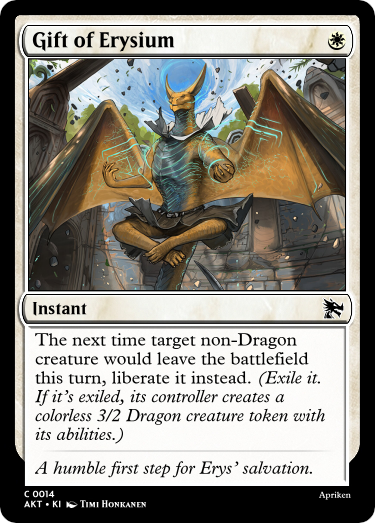 Gift of Erysium
Instant
The next time target non-Dragon
creature would leave the battlefield
this turn, liberate it instead. (Exile it.
If it's exiled, its controller creates a
colorless 3/2 Dragon creature token with
its abilities.)
A humble first step for Erys' salvation.
C 0014
Apriken
AKT • KI Timi Honkanen